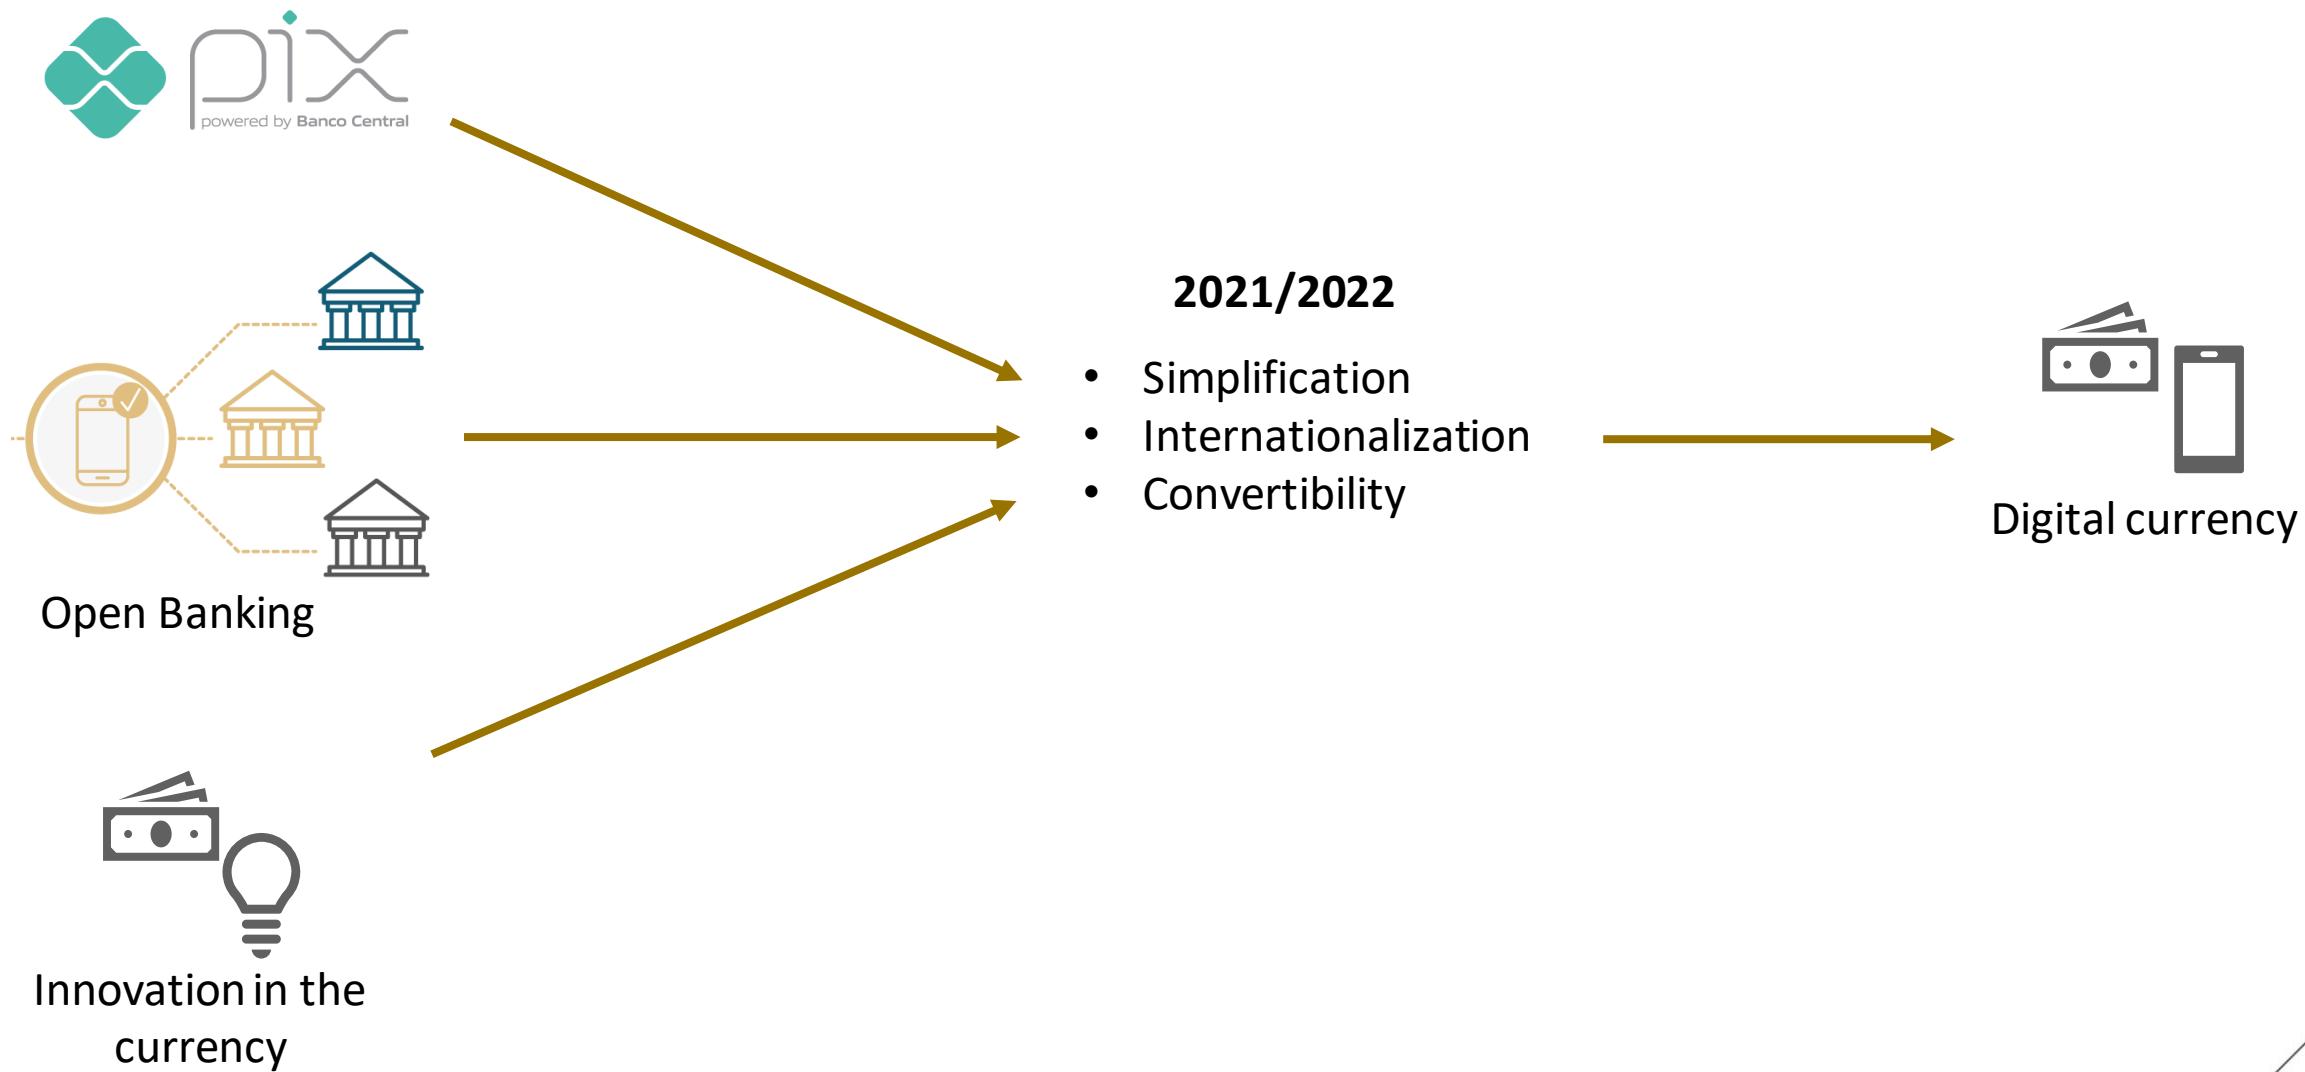 pix
powered by Banco Central
Open Banking
Innovation in the
currency
2021/2022
• Simplification
• Internationalization
• Convertibility
Digital currency